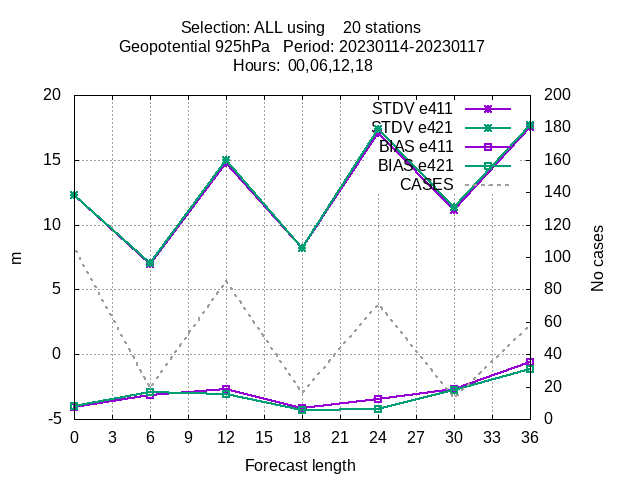 Selection: ALL using 20 stations
Geopotential 925hPa Period: 20230114-20230117
Hours: 00,06,12,18
STDV e411
STDV e421
BIAS e411
BIAS e421
CASES
20
15
10
5
0
-5
200
180
160
140
120
100
80
60
40
20
0
m
No cases
0 3 6 9 12 15 18 21 24 27 30 33 36
Forecast length